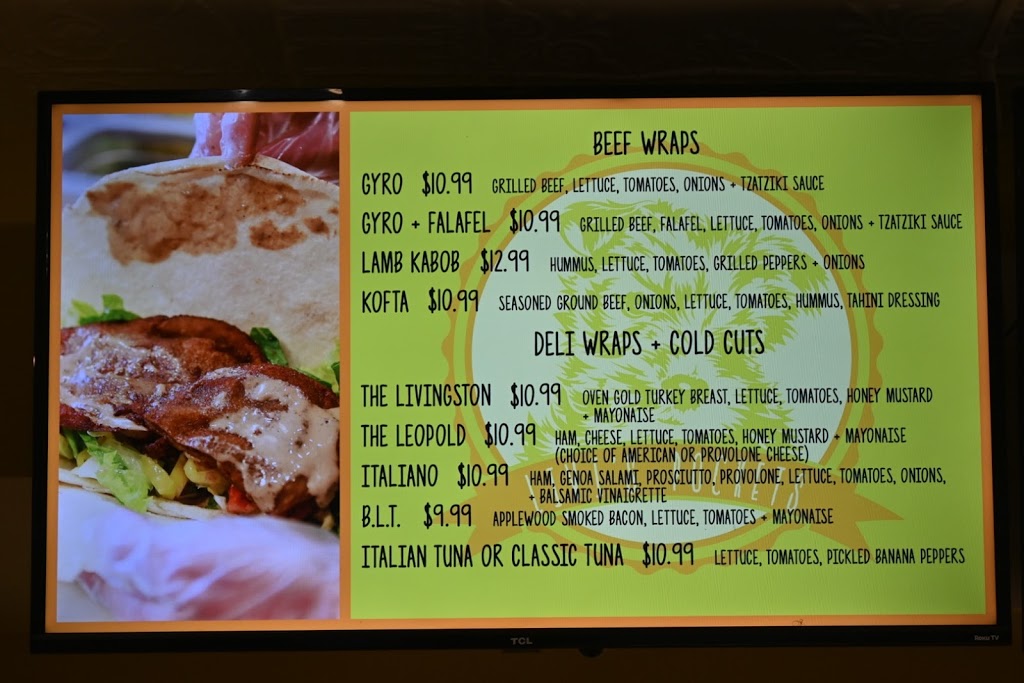 BEEF WRAPS
GYRO $10.99 GRILLED BEEF, LETTUCE, TOMATOES, ONIONS + TZATZIKI SAUCE
GYRO + FALAFEL $10.99 GRILLED BEEF, FALAFEL, LETTUCE, TOMATOES, ONIONS + TZATZIKI SAUCE
LAMB KABOB $12.99 HUMMUS, LETTUCE, TOMATOES, GRILLED PEPPERS + ONIONS
KOFTA $10.99 SEASONED GROUND BEEF, ONIONS, LETTUCE, TOMATOES, HUMMUS, TAHINI DRESSING
DELI WRAPS + COLD CUTS
THE LIVINGSTON $10.99 OVEN GOLD TURKEY BREAST, LETTUCE, TOMATOES, HONEY MUSTARD
+ MAYONAISE
THE LEOPOLD $10.99 HAM, CHEESE, LETTUCE, TOMATOES, HONEY MUSTARD + MAYONAISE
(CHOICE OF AMERICAN OR PROVOLONE CHEESE)
ITALIANO $10.99 HAM, GENOA SALAMI, PROSCIUTTO, PROVOLONE, LETTUCE, TOMATOES, ONIONS,
+ BALSAMIC VINAIGRETTE
B.L.T. $9.99 APPLEWOOD SMOKED BACON, LETTUCE, TOMATOES + MAYONAISE
ITALIAN TUNA OR CLASSIC TUNA $10.99 LETTUCE, TOMATOES, PICKLED BANANA PEPPERS
TCL
Roku TV